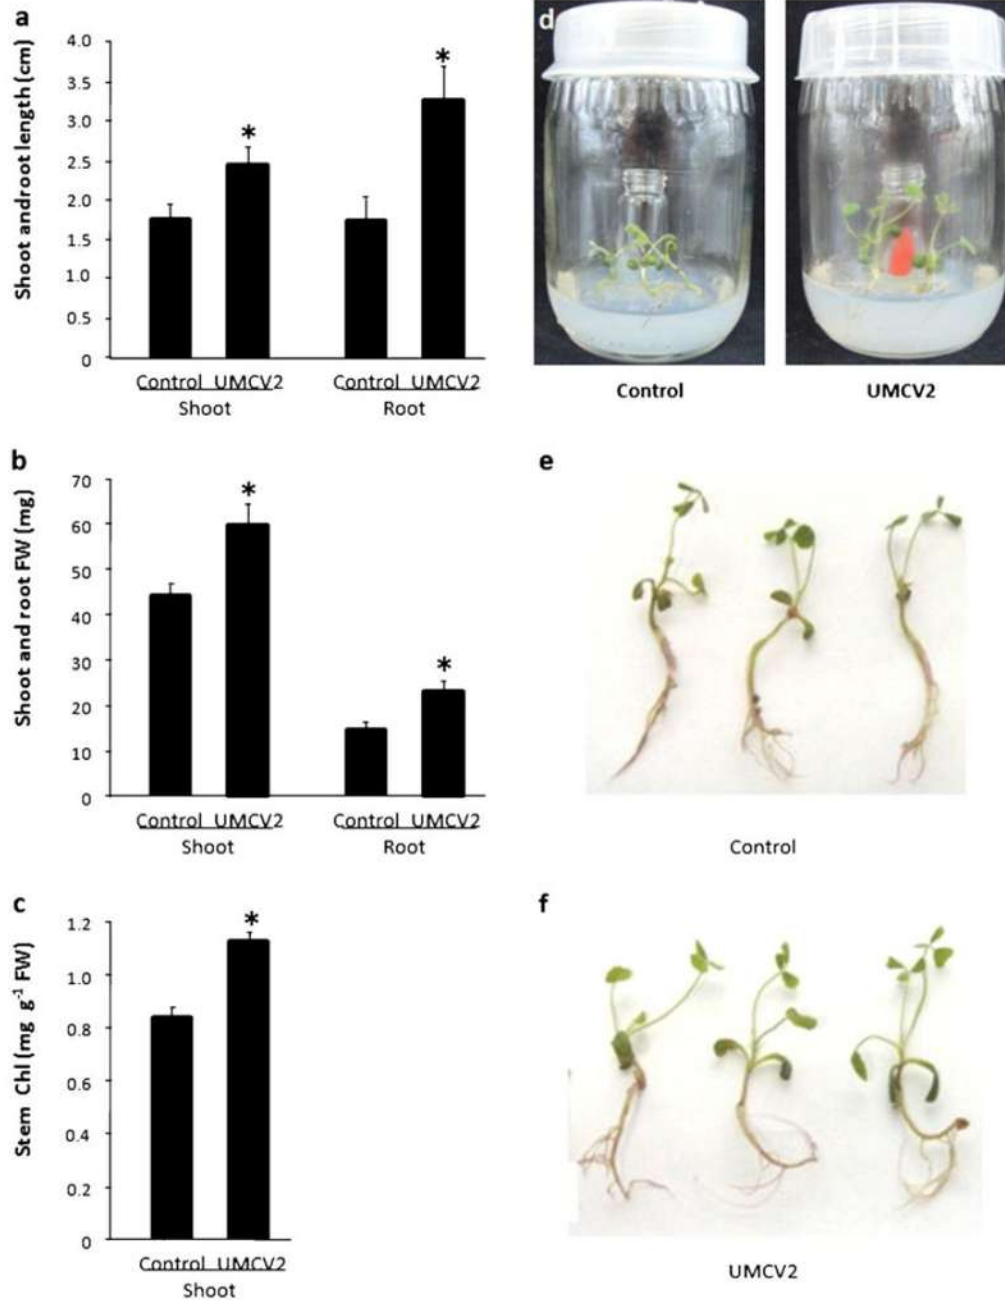 a
Shoot androot length (cm)
4.0
3.5
3.0
2.5
2.0
1.5
1.0
0.5
0
*
*
Control UMCV2
Control UMCV2
Shoot
Root
d
Control
UMCV2
b
Shoot and root FW (mg)
70
60
50
40
30
20
10
0
*
*
Control UMCV2
Control UMCV2
Shoot
Root
e
Control
c
Stem Chl (mg g⁻¹ FW)
1.2
1.0
0.8
0.6
0.4
0.2
0
*
Control UMCV2
Shoot
f
UMCV2